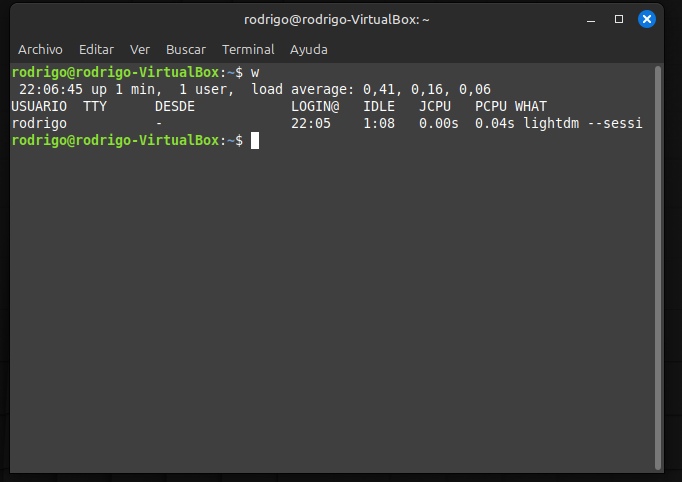 rodrigo@rodrigo-VirtualBox: ~
Archivo Editar Ver Buscar Terminal Ayuda
rodrigo@rodrigo-VirtualBox:~$ w
 22:06:45 up 1 min,  1 user,  load average: 0,41, 0,16, 0,06
USUARIO  TTY      DESDE            LOGIN@   IDLE   JCPU   PCPU WHAT
rodrigo           -                22:05    1:08   0.00s  0.04s lightdm --sessi
rodrigo@rodrigo-VirtualBox:~$